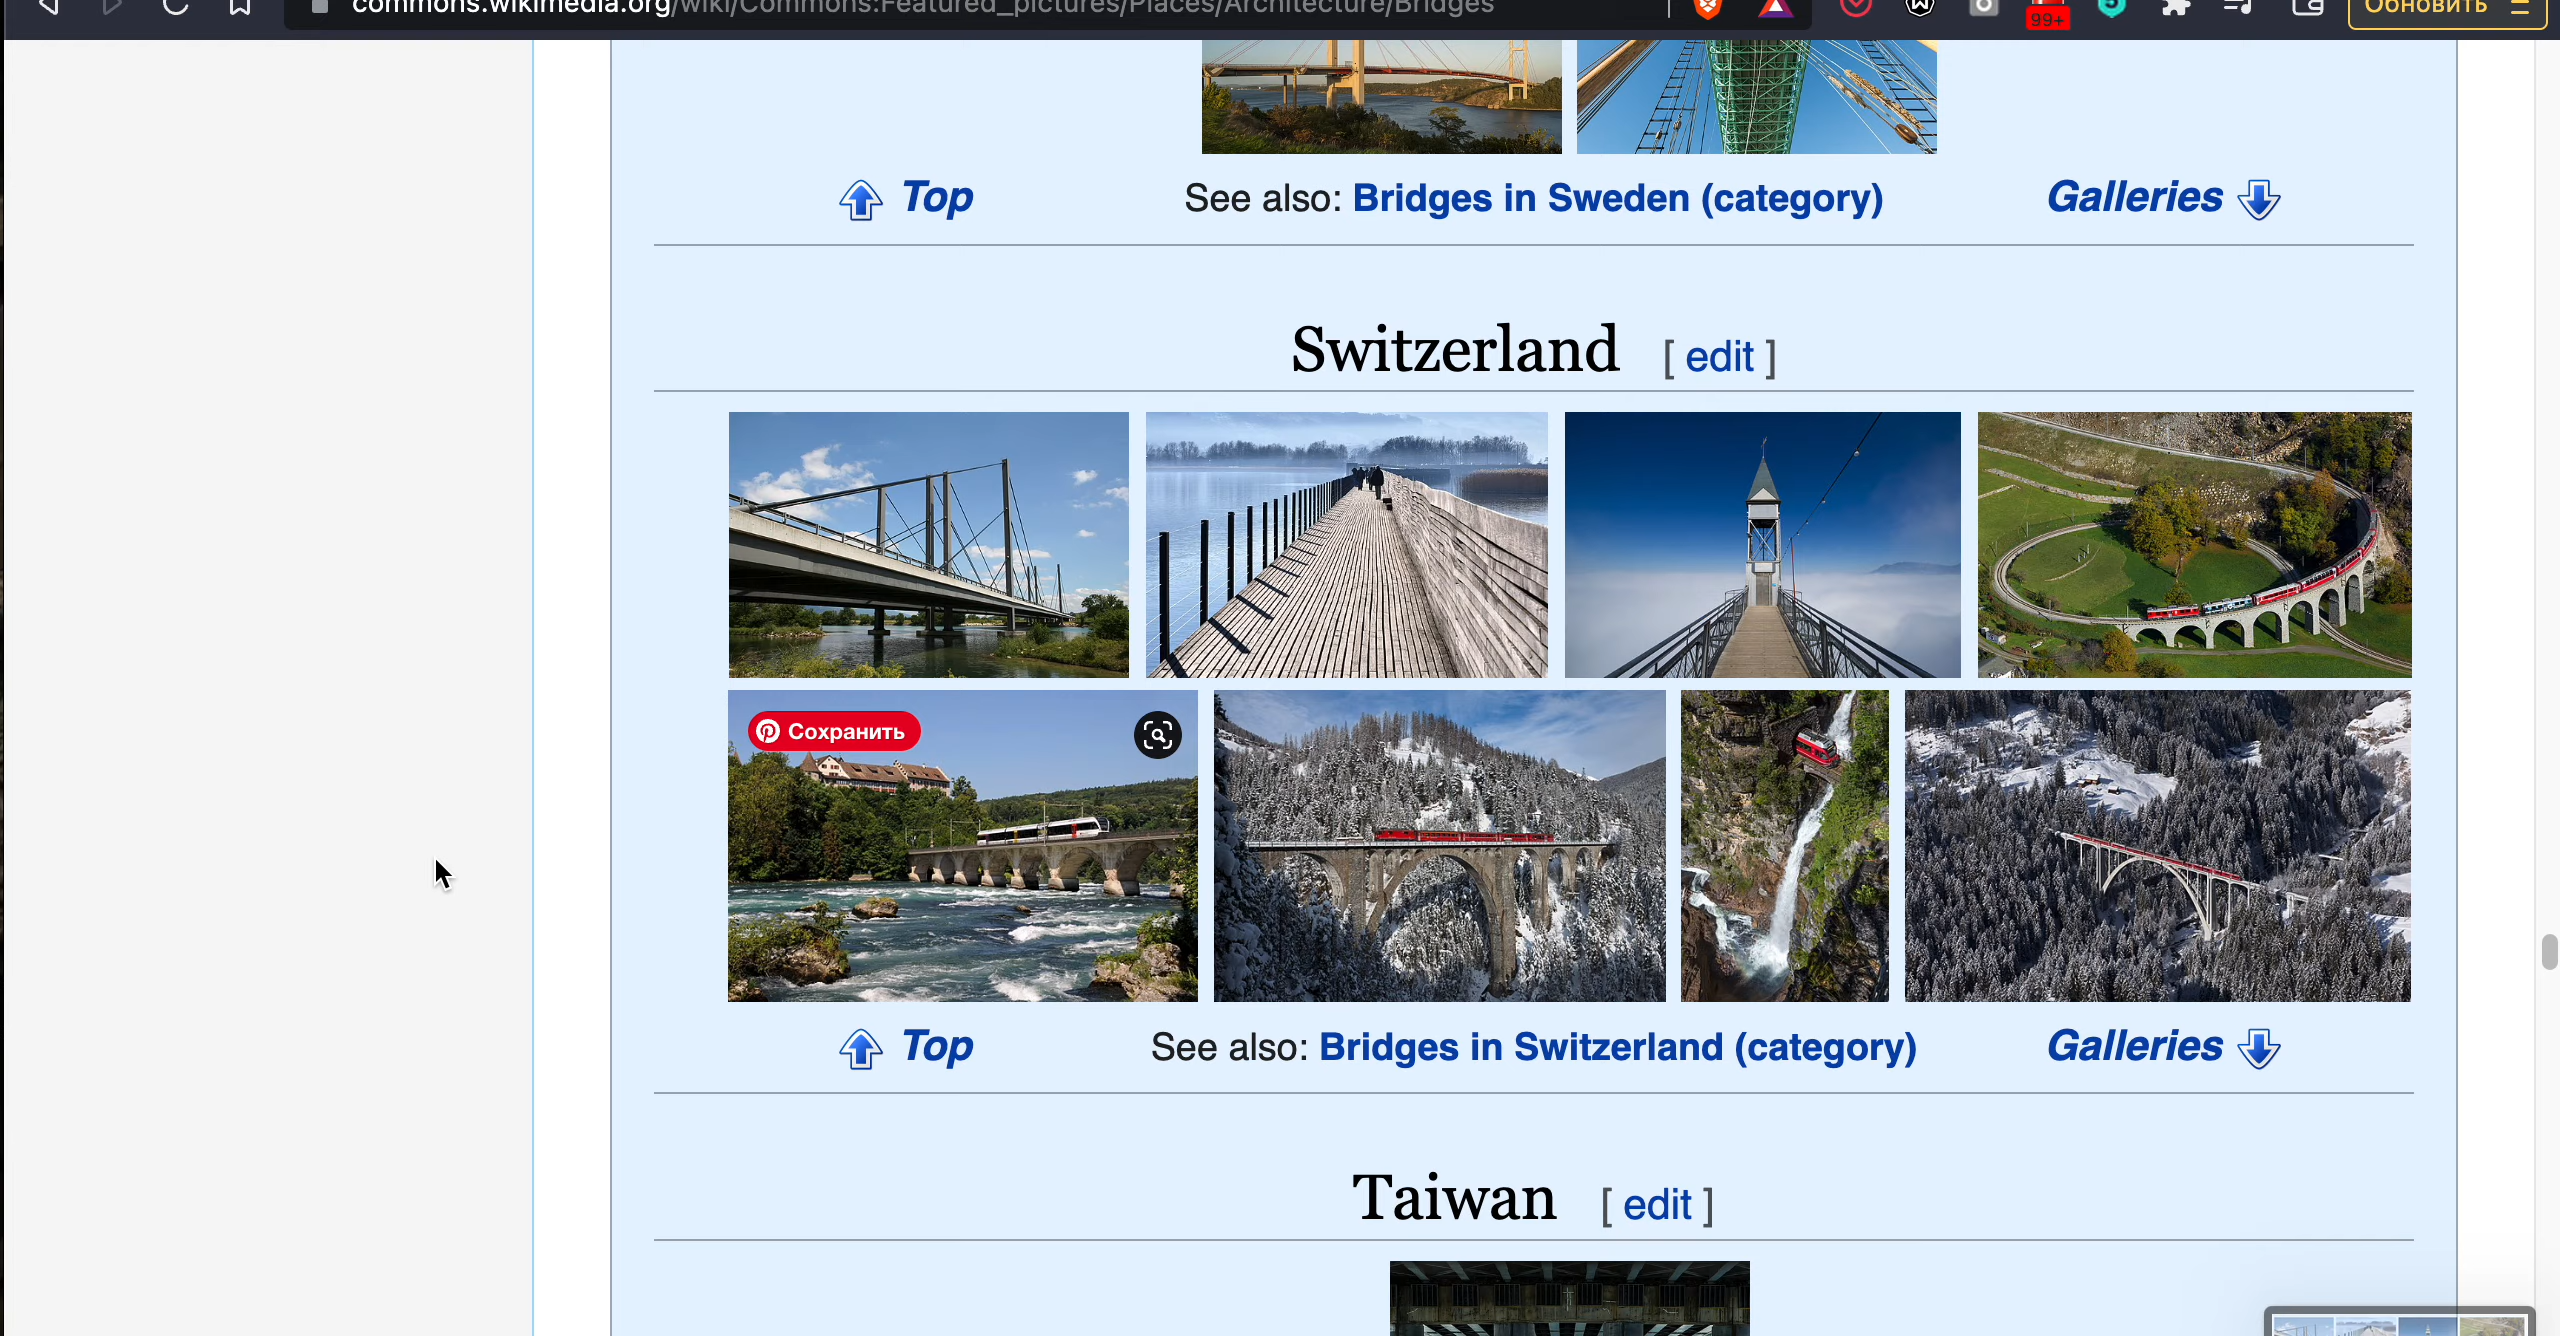 commons.wikimedia.org/wiki/Commons:Featured_pictures/Places/Architecture/Bridges
99+
Обновить
Top
See also: Bridges in Sweden (category)
Galleries
Switzerland [ edit ]
Сохранить
Top
See also: Bridges in Switzerland (category)
Galleries
Taiwan [ edit ]